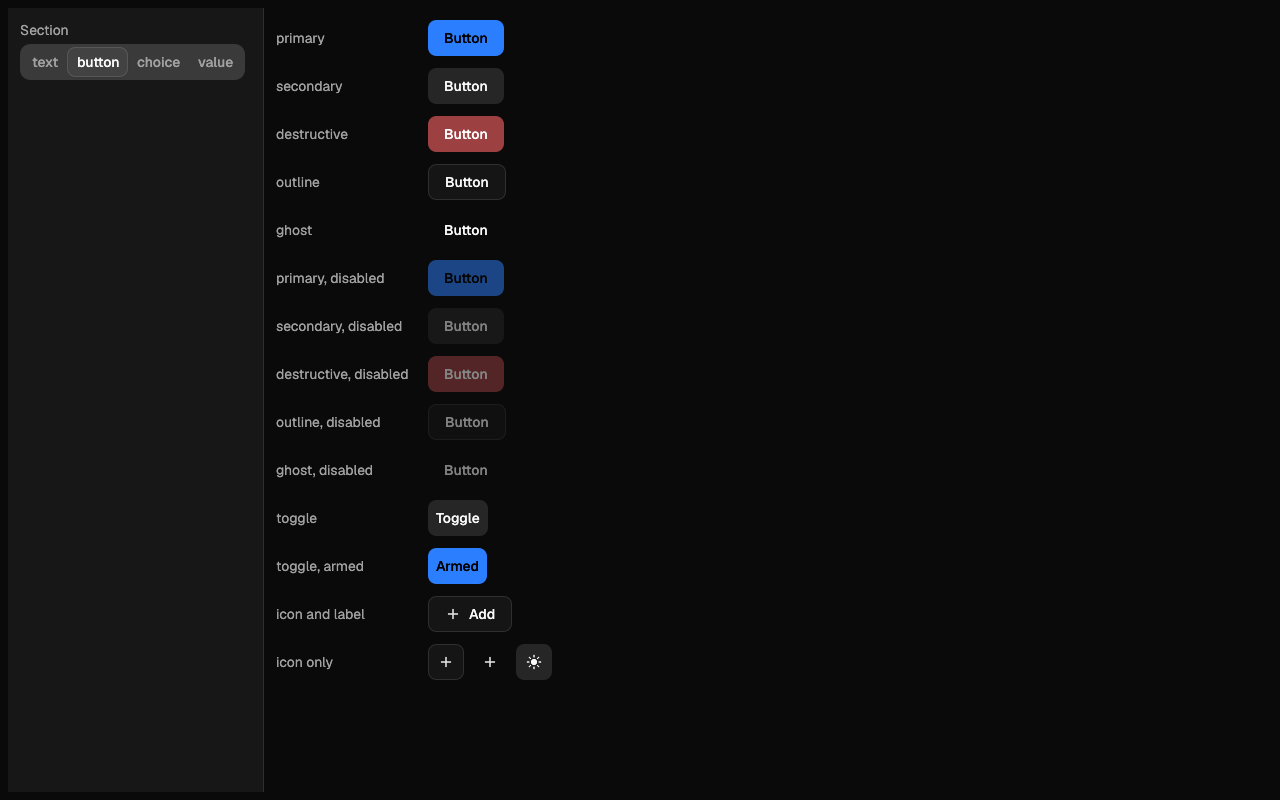 Section
text button choice value
primary Button
secondary Button
destructive Button
outline Button
ghost Button
primary, disabled Button
secondary, disabled Button
destructive, disabled Button
outline, disabled Button
ghost, disabled Button
toggle Toggle
toggle, armed Armed
icon and label Add
icon only